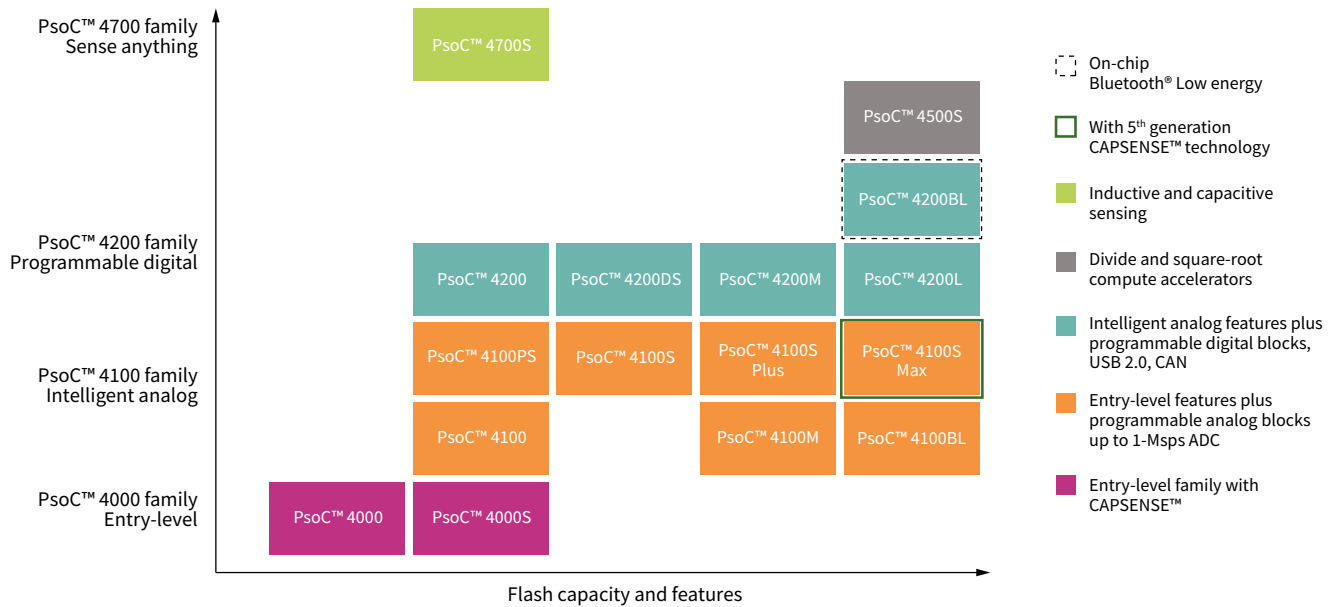 PsoC™ 4700 family
Sense anything
PsoC™ 4200 family
Programmable digital
PsoC™ 4100 family
Intelligent analog
PsoC™ 4000 family
Entry-level
PsoC™ 4700S
PsoC™ 4500S
PsoC™ 4200BL
PsoC™ 4200
PsoC™ 4200DS
PsoC™ 4200M
PsoC™ 4200L
PsoC™ 4100PS
PsoC™ 4100S
PsoC™ 4100S
Plus
PsoC™ 4100S
Max
PsoC™ 4100
PsoC™ 4100M
PsoC™ 4100BL
PsoC™ 4000
PsoC™ 4000S
Flash capacity and features
On-chip
Bluetooth® Low energy
With 5th generation
CAPSENSE™ technology
Inductive and capacitive
sensing
Divide and square-root
compute accelerators
Intelligent analog features plus
programmable digital blocks,
USB 2.0, CAN
Entry-level features plus
programmable analog blocks
up to 1-Msps ADC
Entry-level family with
CAPSENSE™